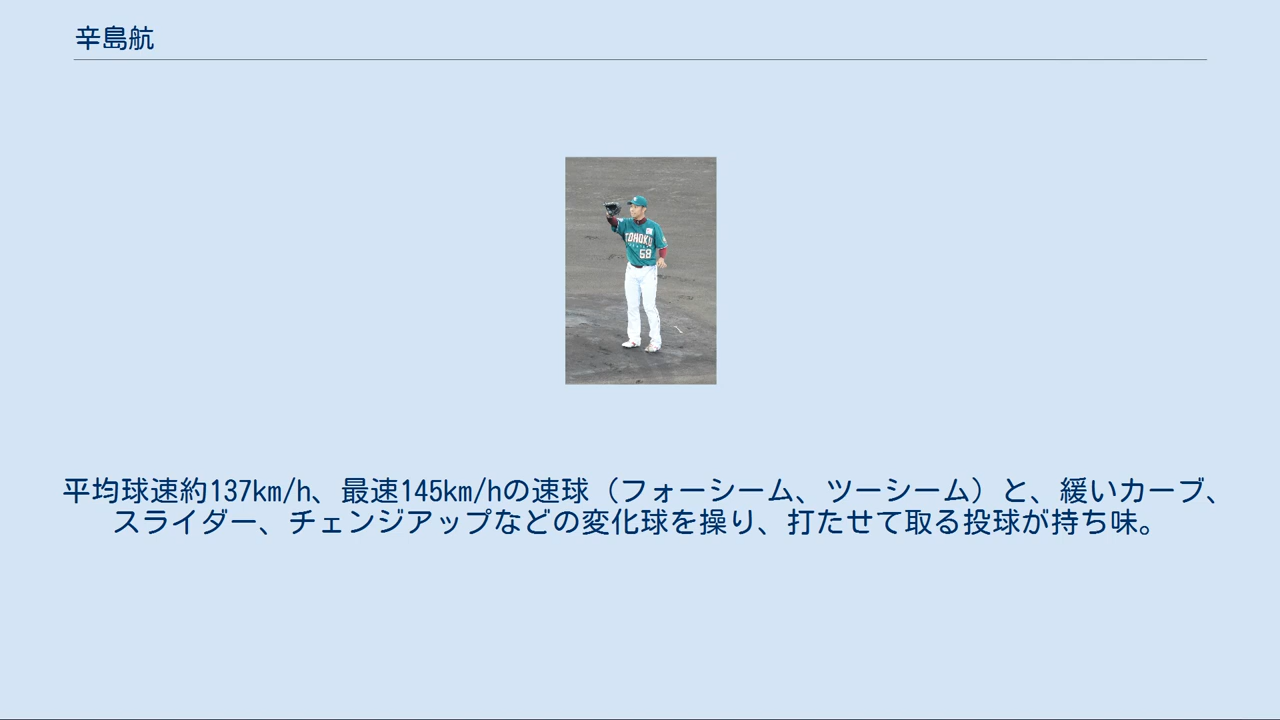 辛島航
TOHOKU
58
平均球速約137km/h、最速145km/hの速球（フォーシーム、ツーシーム）と、緩いカーブ、
スライダー、チェンジアップなどの変化球を操り、打たせて取る投球が持ち味。